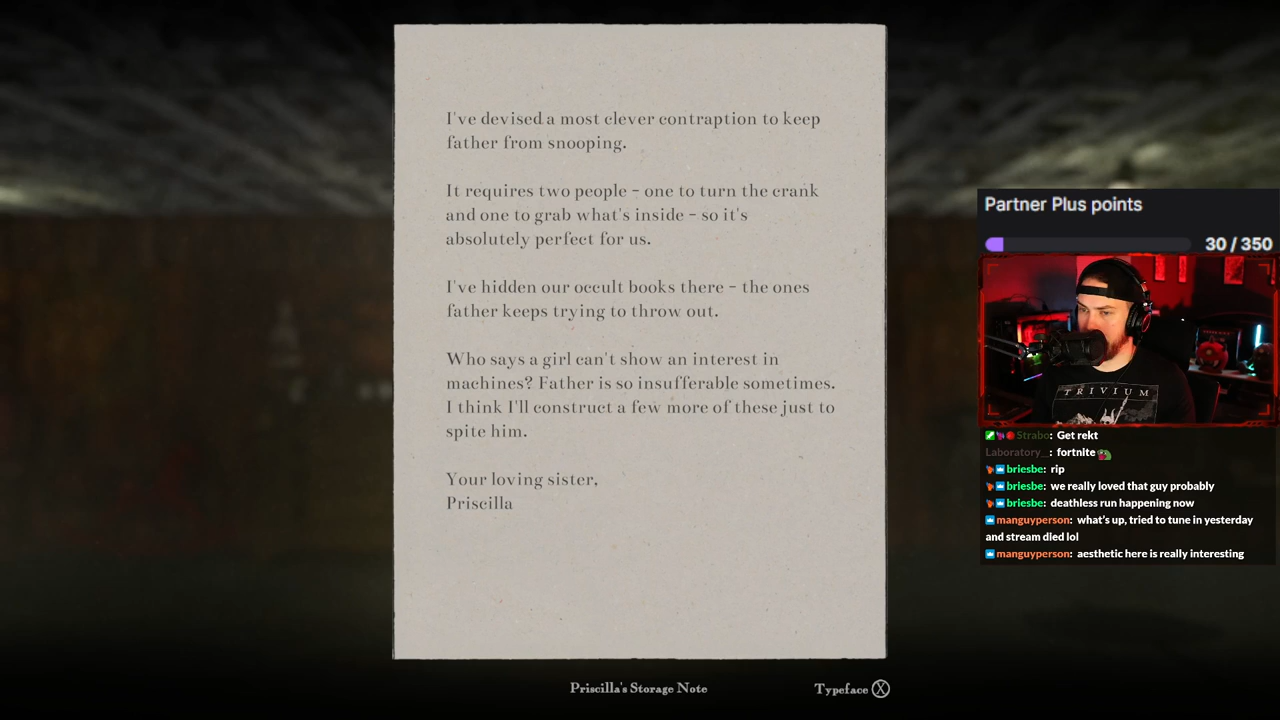 I've devised a most clever contraption to keep
father from snooping.
It requires two people - one to turn the crank
and one to grab what's inside - so it's
absolutely perfect for us.
I've hidden our occult books there - the ones
father keeps trying to throw out.
Who says a girl can't show an interest in
machines? Father is so insufferable sometimes.
I think I'll construct a few more of these just to
spite him.
Your loving sister,
Priscilla
Priscilla's Storage Note
Typeface X
Partner Plus points
30 / 350
TRIVIUM
Strabo: Get rekt
Laboratory_: fortnite
briesbe: rip
briesbe: we really loved that guy probably
briesbe: deathless run happening now
manguyperson: what's up, tried to tune in yesterday
and stream died lol
manguyperson: aesthetic here is really interesting